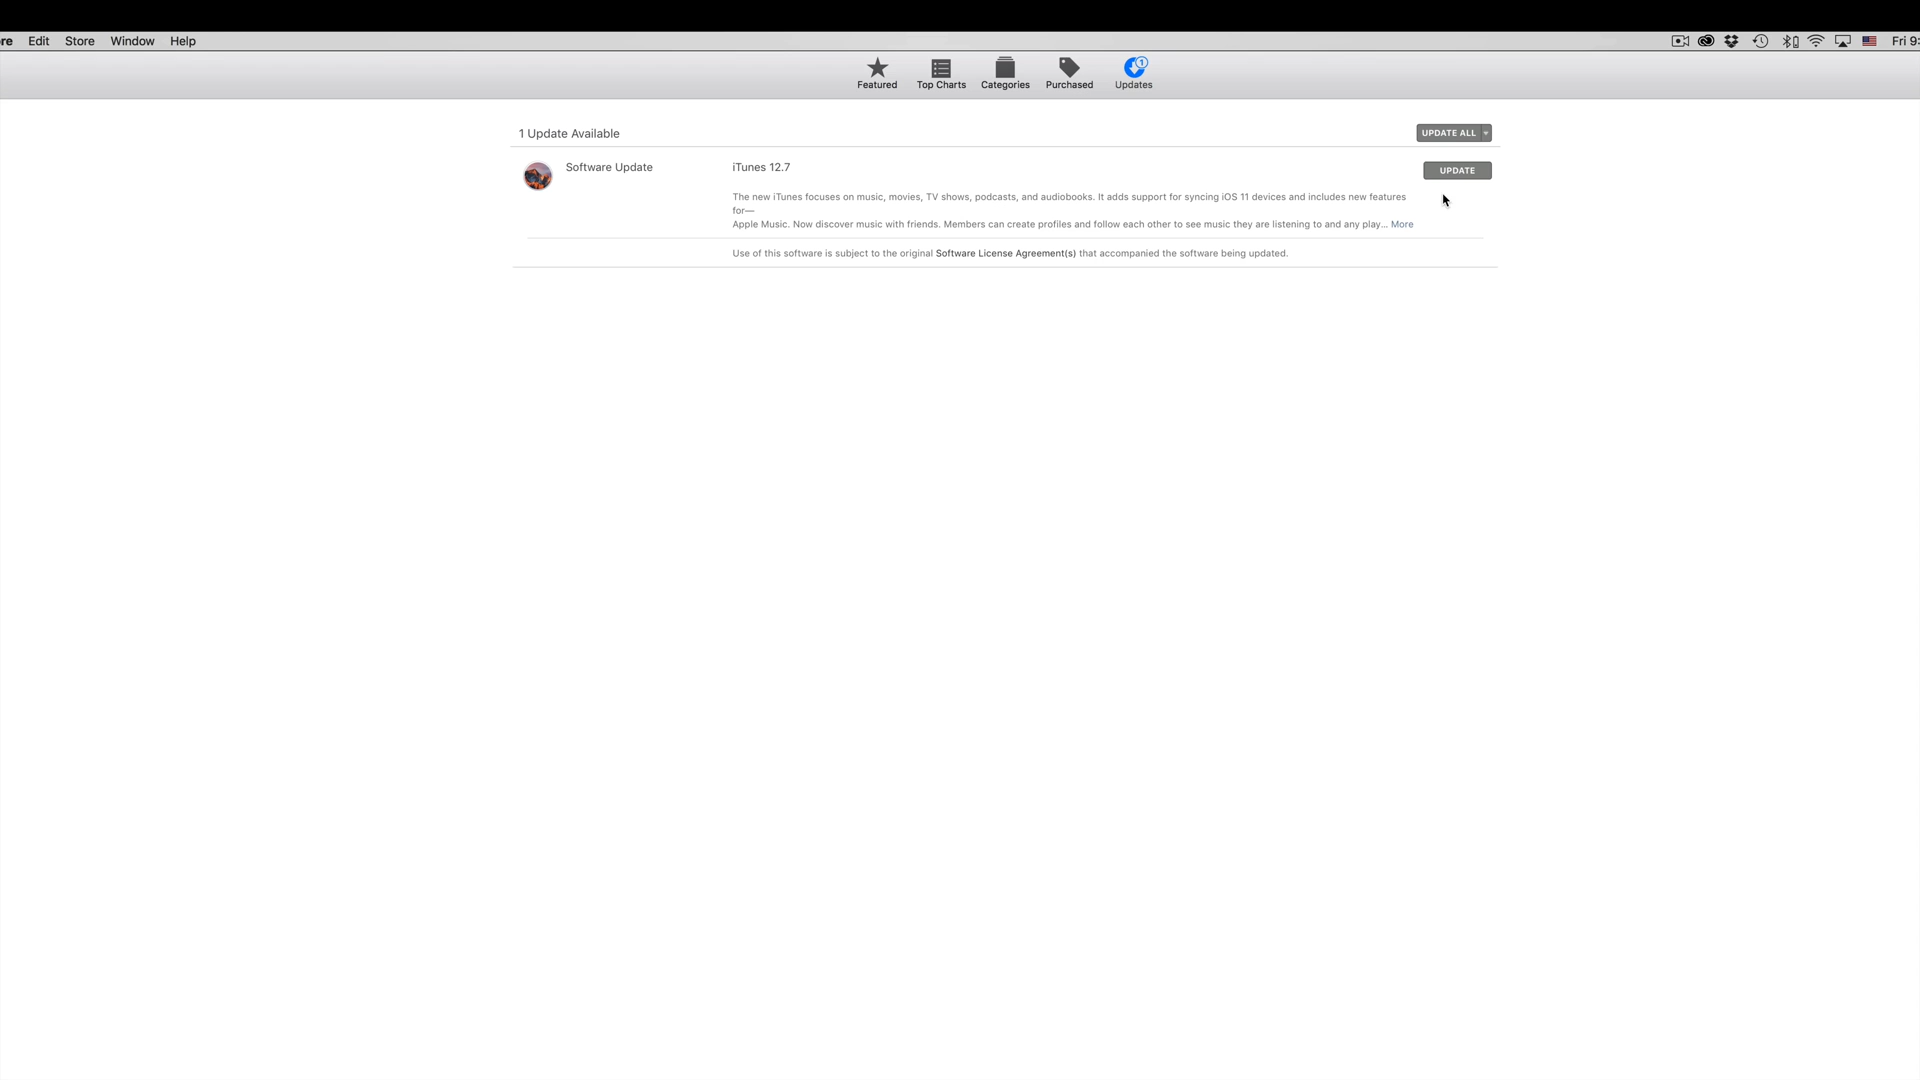 re Edit Store Window Help Fri 9:
1
Featured Top Charts Categories Purchased Updates
1 Update Available UPDATE ALL
Software Update iTunes 12.7 UPDATE
The new iTunes focuses on music, movies, TV shows, podcasts, and audiobooks. It adds support for syncing iOS 11 devices and includes new features
for—
Apple Music. Now discover music with friends. Members can create profiles and follow each other to see music they are listening to and any play... More
Use of this software is subject to the original Software License Agreement(s) that accompanied the software being updated.